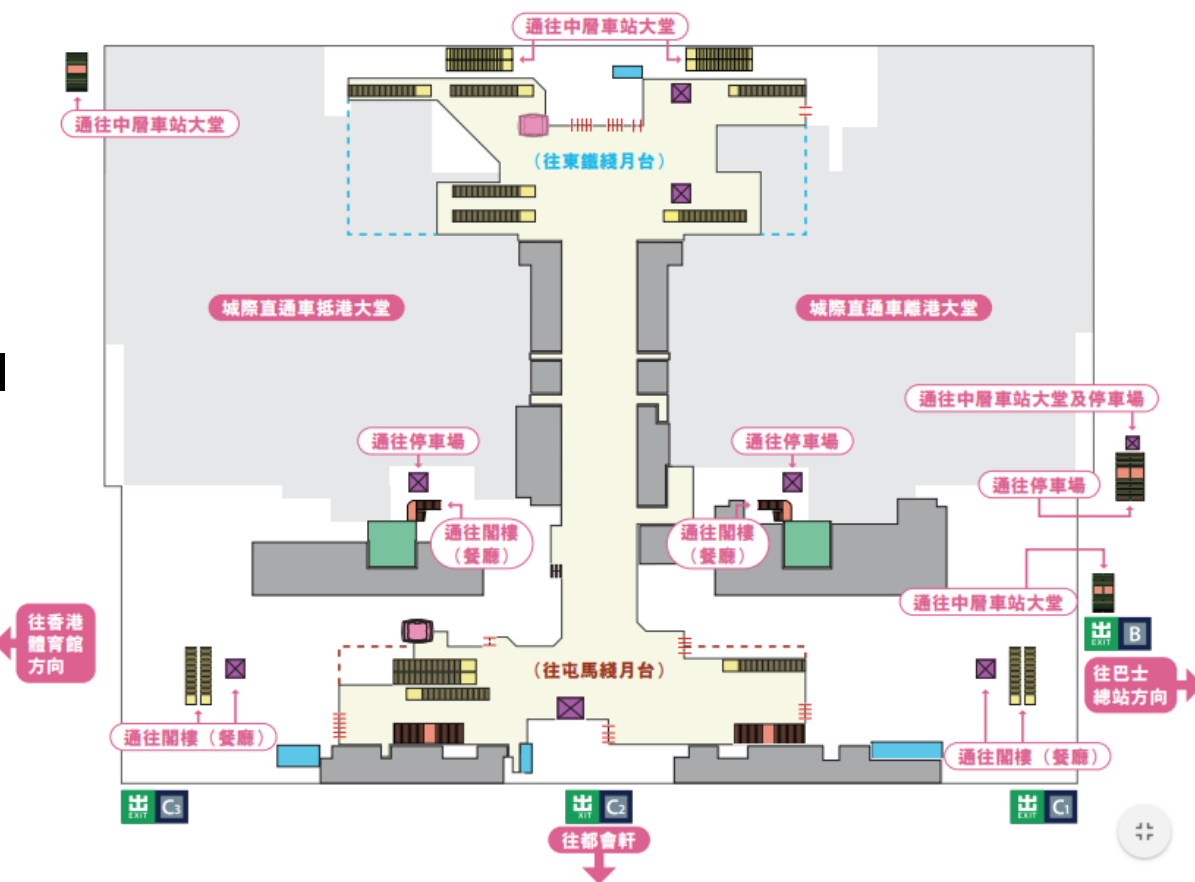 通往中層車站大堂
通往中層車站大堂
(往東鐵綫月台)
城際直通車抵港大堂
城際直通車離港大堂
通往中層車站大堂及停車場
通往停車場
通往停車場
通往停車場
通往閣樓
(餐廳)
通往閣樓
(餐廳)
通往中層車站大堂
往香港
體育館
方向
出
EXIT
B
往巴士
總站方向
(往屯馬綫月台)
通往閣樓(餐廳)
通往閣樓(餐廳)
出
EXIT
C3
出
XIT
C2
出
EXIT
C1
往都會軒